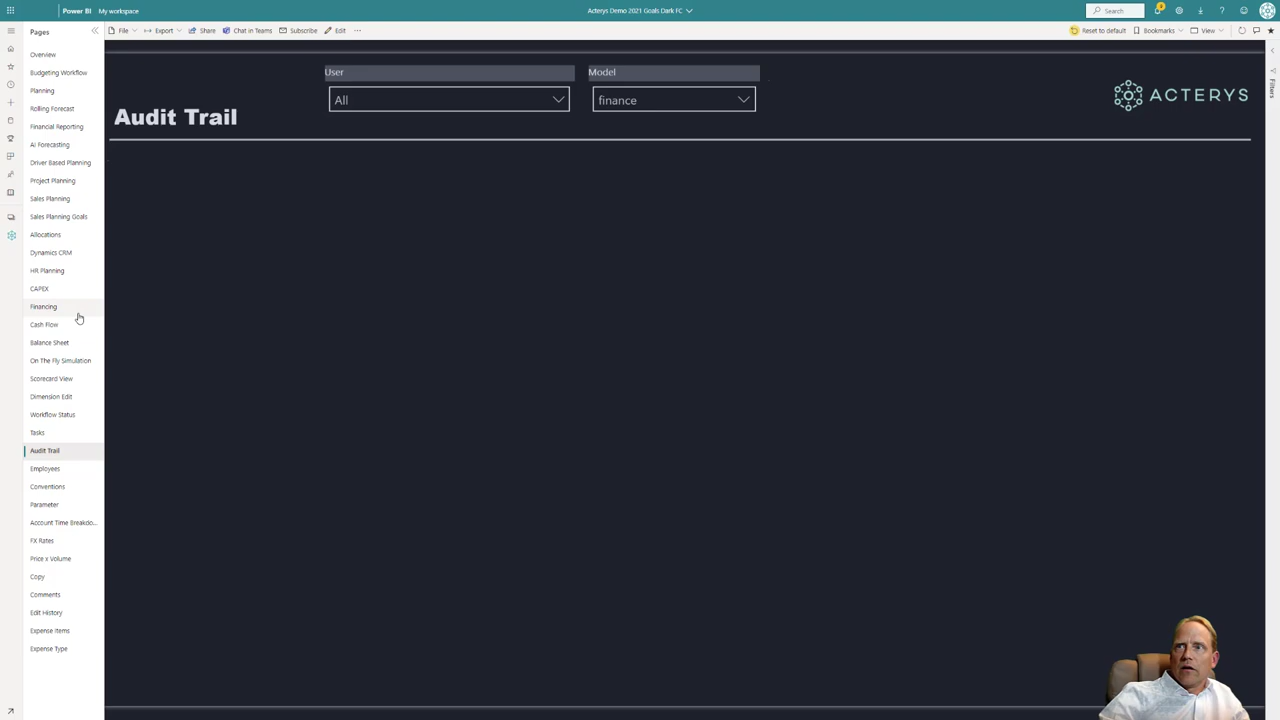 Power BI My workspace
Acterys Demo 2021 Goals Dark FC
Search
Pages
File
Export
Share
Chat in Teams
Subscribe
Edit
Reset to default
Bookmarks
View
Overview
Budgeting Workflow
Planning
Rolling Forecast
Financial Reporting
AI Forecasting
Driver Based Planning
Project Planning
Sales Planning
Sales Planning Goals
Allocations
Dynamics CRM
HR Planning
CAPEX
Financing
Cash Flow
Balance Sheet
On The Fly Simulation
Scorecard View
Dimension Edit
Workflow Status
Tasks
Audit Trail
Employees
Conventions
Parameter
Account Time Breakdo...
FX Rates
Price x Volume
Copy
Comments
Edit History
Expense Items
Expense Type
User
Model
All
finance
Audit Trail
ACTERYS
Filters